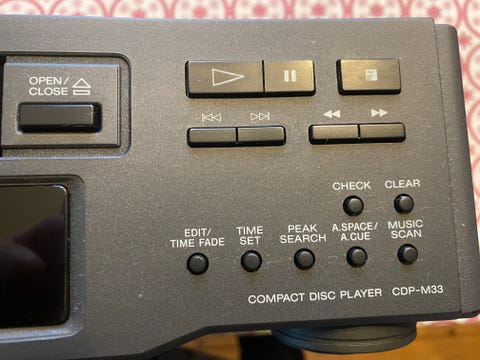 OPEN/
CLOSE
CHECK
CLEAR
EDIT/
TIME FADE
TIME
SET
PEAK
SEARCH
A.SPACE/
A.CUE
MUSIC
SCAN
COMPACT DISC PLAYER CDP-M33